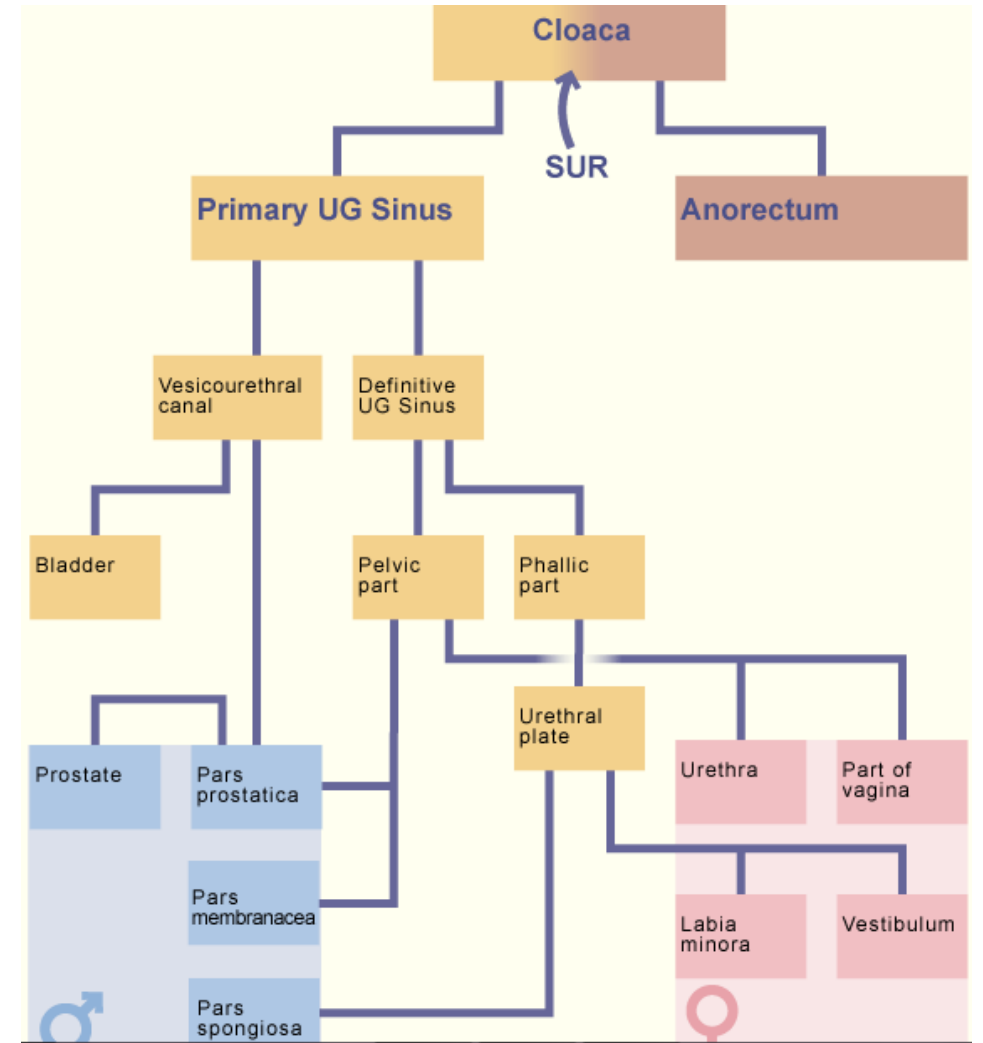 Cloaca
SUR
Primary UG Sinus
Anorectum
Vesicourethral
canal
Definitive
UG Sinus
Bladder
Pelvic
part
Phallic
part
Urethral
plate
Prostate
Pars
prostatica
Urethra
Part of
vagina
Pars
membranacea
Labia
minora
Vestibulum
Pars
spongiosa